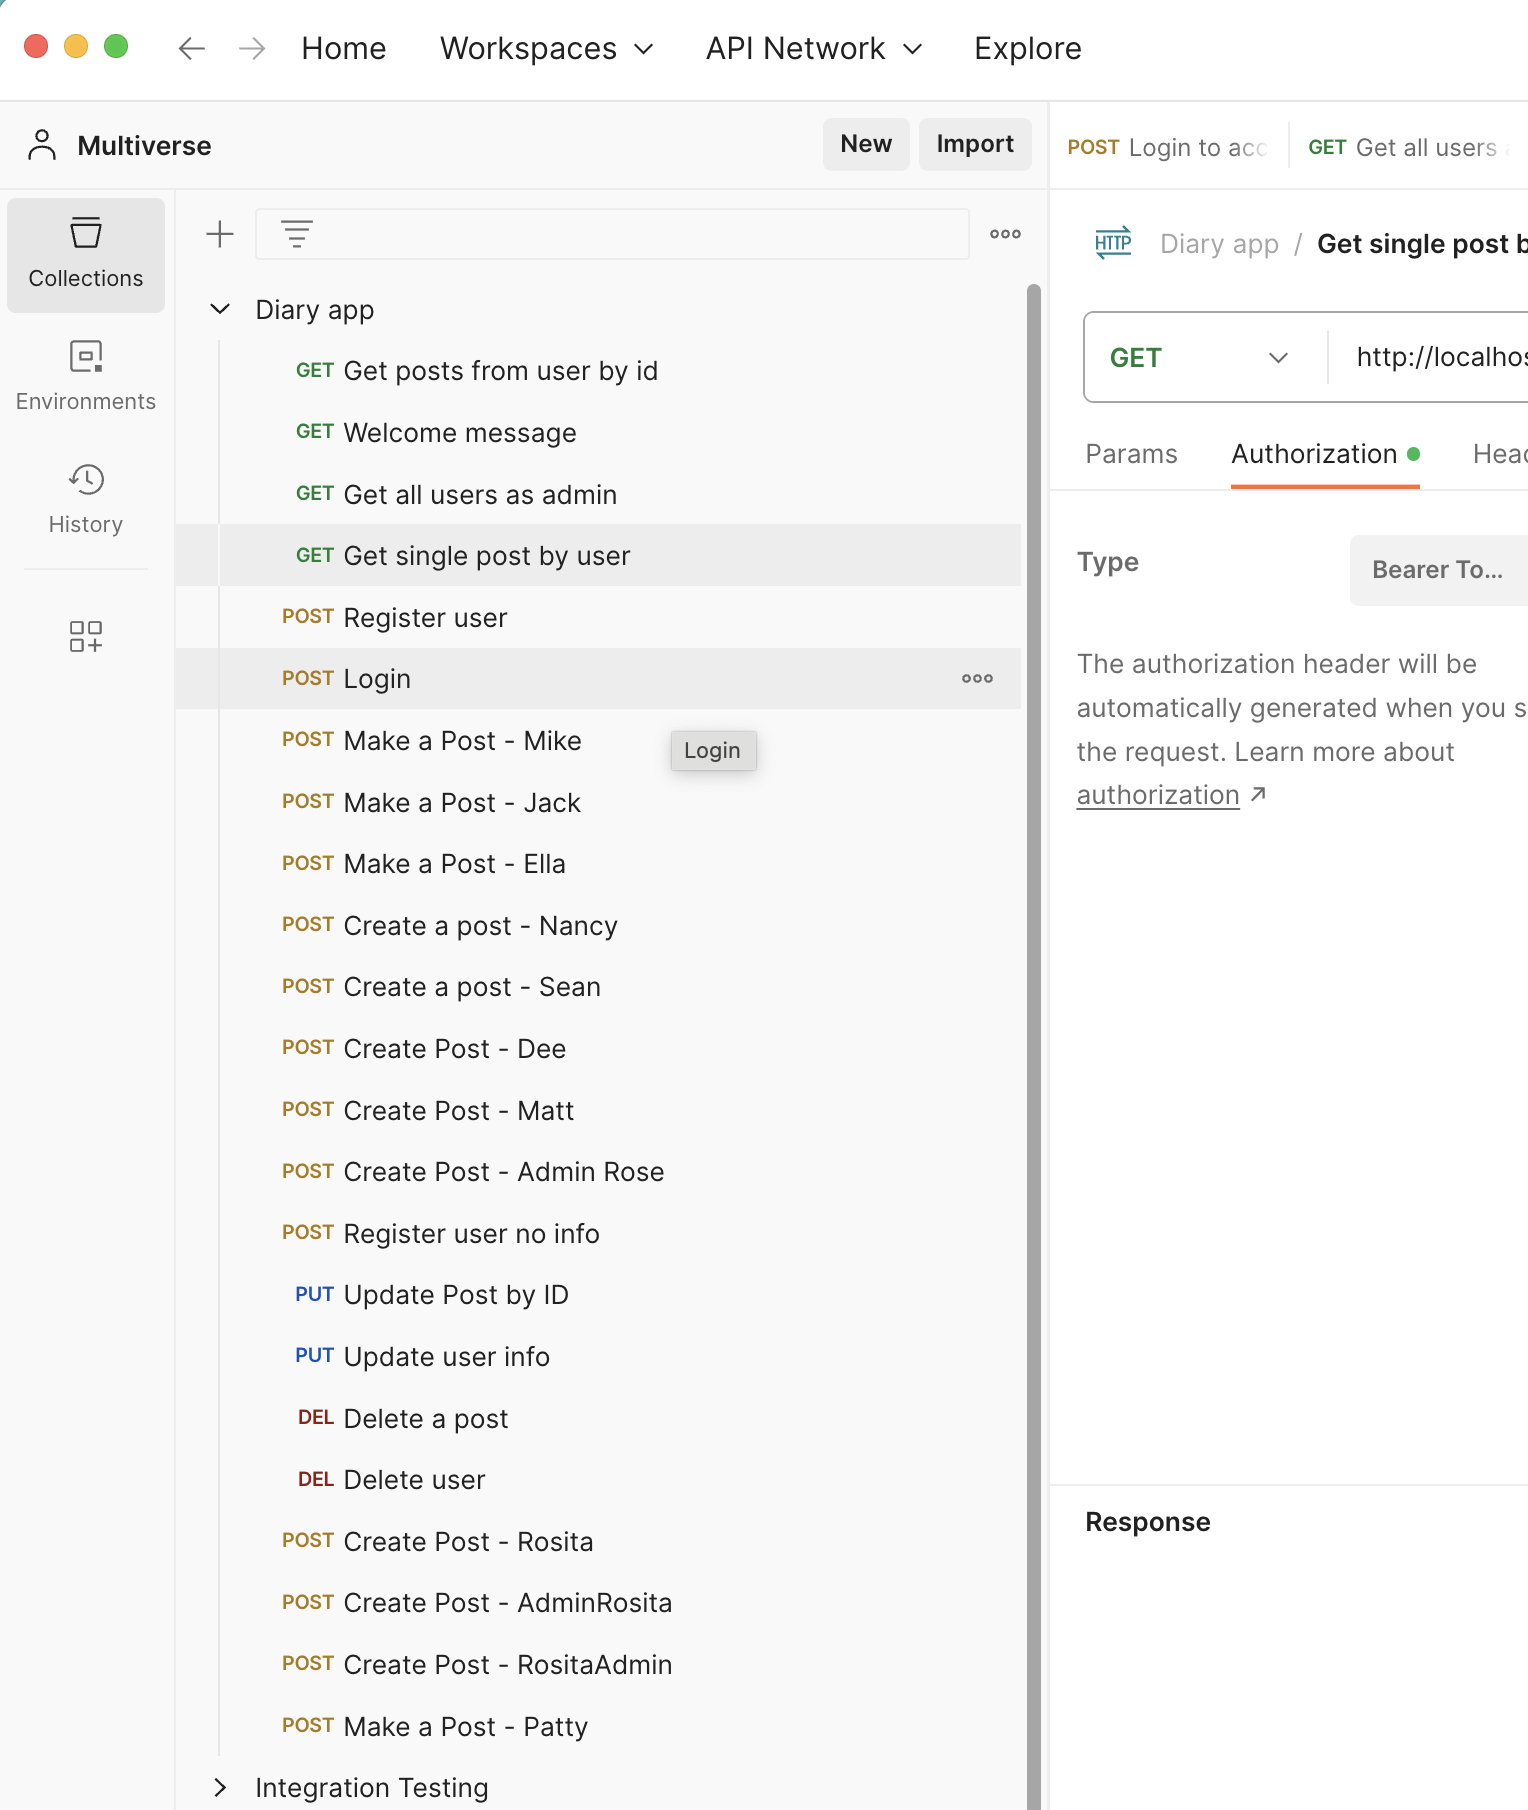 Home Workspaces API Network Explore
Multiverse New Import
POST Login to acc GET Get all users
Collections
Environments
History
Diary app
GET Get posts from user by id
GET Welcome message
GET Get all users as admin
GET Get single post by user
POST Register user
POST Login
POST Make a Post - Mike
Login
POST Make a Post - Jack
POST Make a Post - Ella
POST Create a post - Nancy
POST Create a post - Sean
POST Create Post - Dee
POST Create Post - Matt
POST Create Post - Admin Rose
POST Register user no info
PUT Update Post by ID
PUT Update user info
DEL Delete a post
DEL Delete user
POST Create Post - Rosita
POST Create Post - AdminRosita
POST Create Post - RositaAdmin
POST Make a Post - Patty
Integration Testing
HTTP Diary app / Get single post b
GET http://localhos
Params Authorization Head
Type Bearer To...
The authorization header will be
automatically generated when you s
the request. Learn more about
authorization ↗
Response